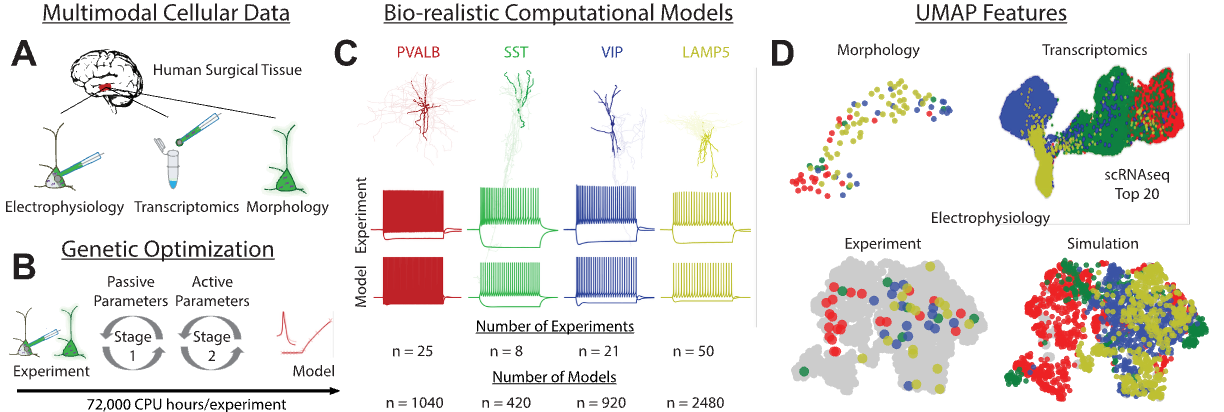 Multimodal Cellular Data
A
Human Surgical Tissue
Electrophysiology
Transcriptomics
Morphology
B
Genetic Optimization
Passive
Parameters
Active
Parameters
Stage
1
Stage
2
Experiment
Model
72,000 CPU hours/experiment
Bio-realistic Computational Models
C
PVALB
SST
VIP
LAMP5
Experiment
Model
Number of Experiments
n = 25
n = 8
n = 21
n = 50
Number of Models
n = 1040
n = 420
n = 920
n = 2480
UMAP Features
D
Morphology
Transcriptomics
scRNAseq
Top 20
Electrophysiology
Experiment
Simulation